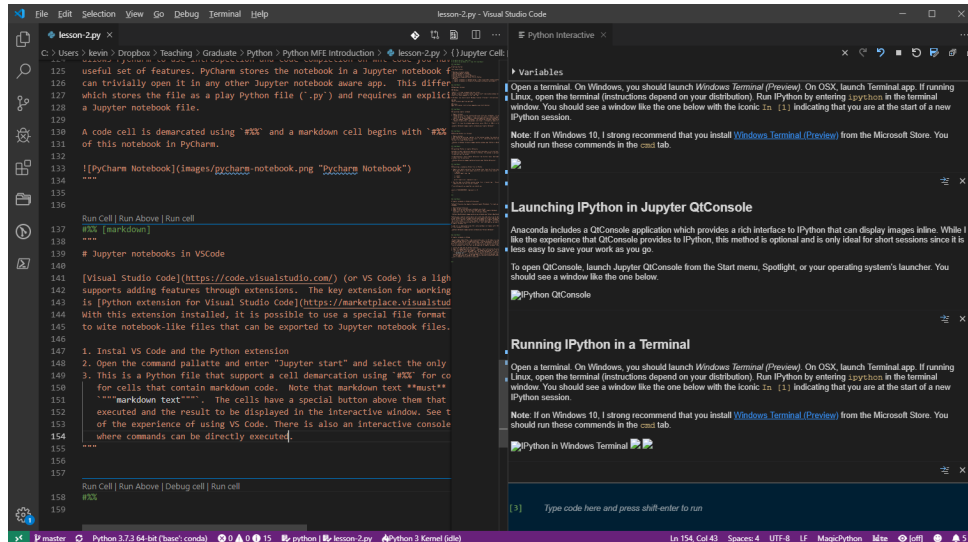 File Edit Selection View Go Debug Terminal Help
lesson-2.py - Visual Studio Code
lesson-2.py ×
C: > Users > kevin > Dropbox > Teaching > Graduate > Python > Python MFE Introduction > lesson-2.py > {} Jupyter Cell:
125 useful set of features. PyCharm stores the notebook in a Jupyter notebook f
126 can trivially open it in any other Jupyter notebook aware app. This differ
127 which stores the file as a play Python file (`.py`) and requires an explic
128 a Jupyter notebook file.
129
130 A code cell is demarcated using `#%%` and a markdown cell begins with `#%%
131 of this notebook in PyCharm.
132
133 ![PyCharm Notebook](images/pycharm-notebook.png "Pycharm Notebook")
134 """
135
136
Run Cell | Run Above | Run cell
137 #%% [markdown]
138 """
139 # Jupyter notebooks in VSCode
140
141 [Visual Studio Code](https://code.visualstudio.com/) (or VS Code) is a ligh
142 supports adding features through extensions. The key extension for working
143 is [Python extension for Visual Studio Code](https://marketplace.visualstud
144 With this extension installed, it is possible to use a special file format
145 to wite notebook-like files that can be exported to Jupyter notebook files.
146
147 1. Instal VS Code and the Python extension
148 2. Open the command pallatte and enter "Jupyter start" and select the only
149 3. This is a Python file that support a cell demarcation using `#%%` for co
150 for cells that contain markdown code. Note that markdown text **must**
151 `"""markdown text"""`. The cells have a special button above them that
152 executed and the result to be displayed in the interactive window. See t
153 of the experience of using VS Code. There is also an interactive console
154 where commands can be directly executed.
155 """
156
157
Run Cell | Run Above | Debug cell | Run cell
158 #%%
159
Python Interactive ×
Variables
Open a terminal. On Windows, you should launch Windows Terminal (Preview). On OSX, launch Terminal app. If running
Linux, open the terminal (instructions depend on your distribution). Run IPython by entering ipython in the terminal
window. You should see a window like the one below with the iconic In [1] indicating that you are at the start of a new
IPython session.
Note: If on Windows 10, I strong recommend that you install Windows Terminal (Preview) from the Microsoft Store. You
should run these commands in the cmd tab.
Launching IPython in Jupyter QtConsole
Anaconda includes a QtConsole application which provides a rich interface to IPython that can display images inline. While I
like the experience that QtConsole provides to IPython, this method is optional and is only ideal for short sessions since it is
less easy to save your work as you go.
To open QtConsole, launch Jupyter QtConsole from the Start menu, Spotlight, or your operating system's launcher. You
should see a window like the one below.
IPython QtConsole
Running IPython in a Terminal
Open a terminal. On Windows, you should launch Windows Terminal (Preview). On OSX, launch Terminal app. If running
Linux, open the terminal (instructions depend on your distribution). Run IPython by entering ipython in the terminal
window. You should see a window like the one below with the iconic In [1] indicating that you are at the start of a new
IPython session.
Note: If on Windows 10, I strong recommend that you install Windows Terminal (Preview) from the Microsoft Store. You
should run these commands in the cmd tab.
IPython in Windows Terminal
[3] Type code here and press shift-enter to run
master Python 3.7.3 64-bit ('base': conda) 0 0 15 python | lesson-2.py Python 3 Kernel (idle) Ln 154, Col 43 Spaces: 4 UTF-8 LF MagicPython kite [off] 5